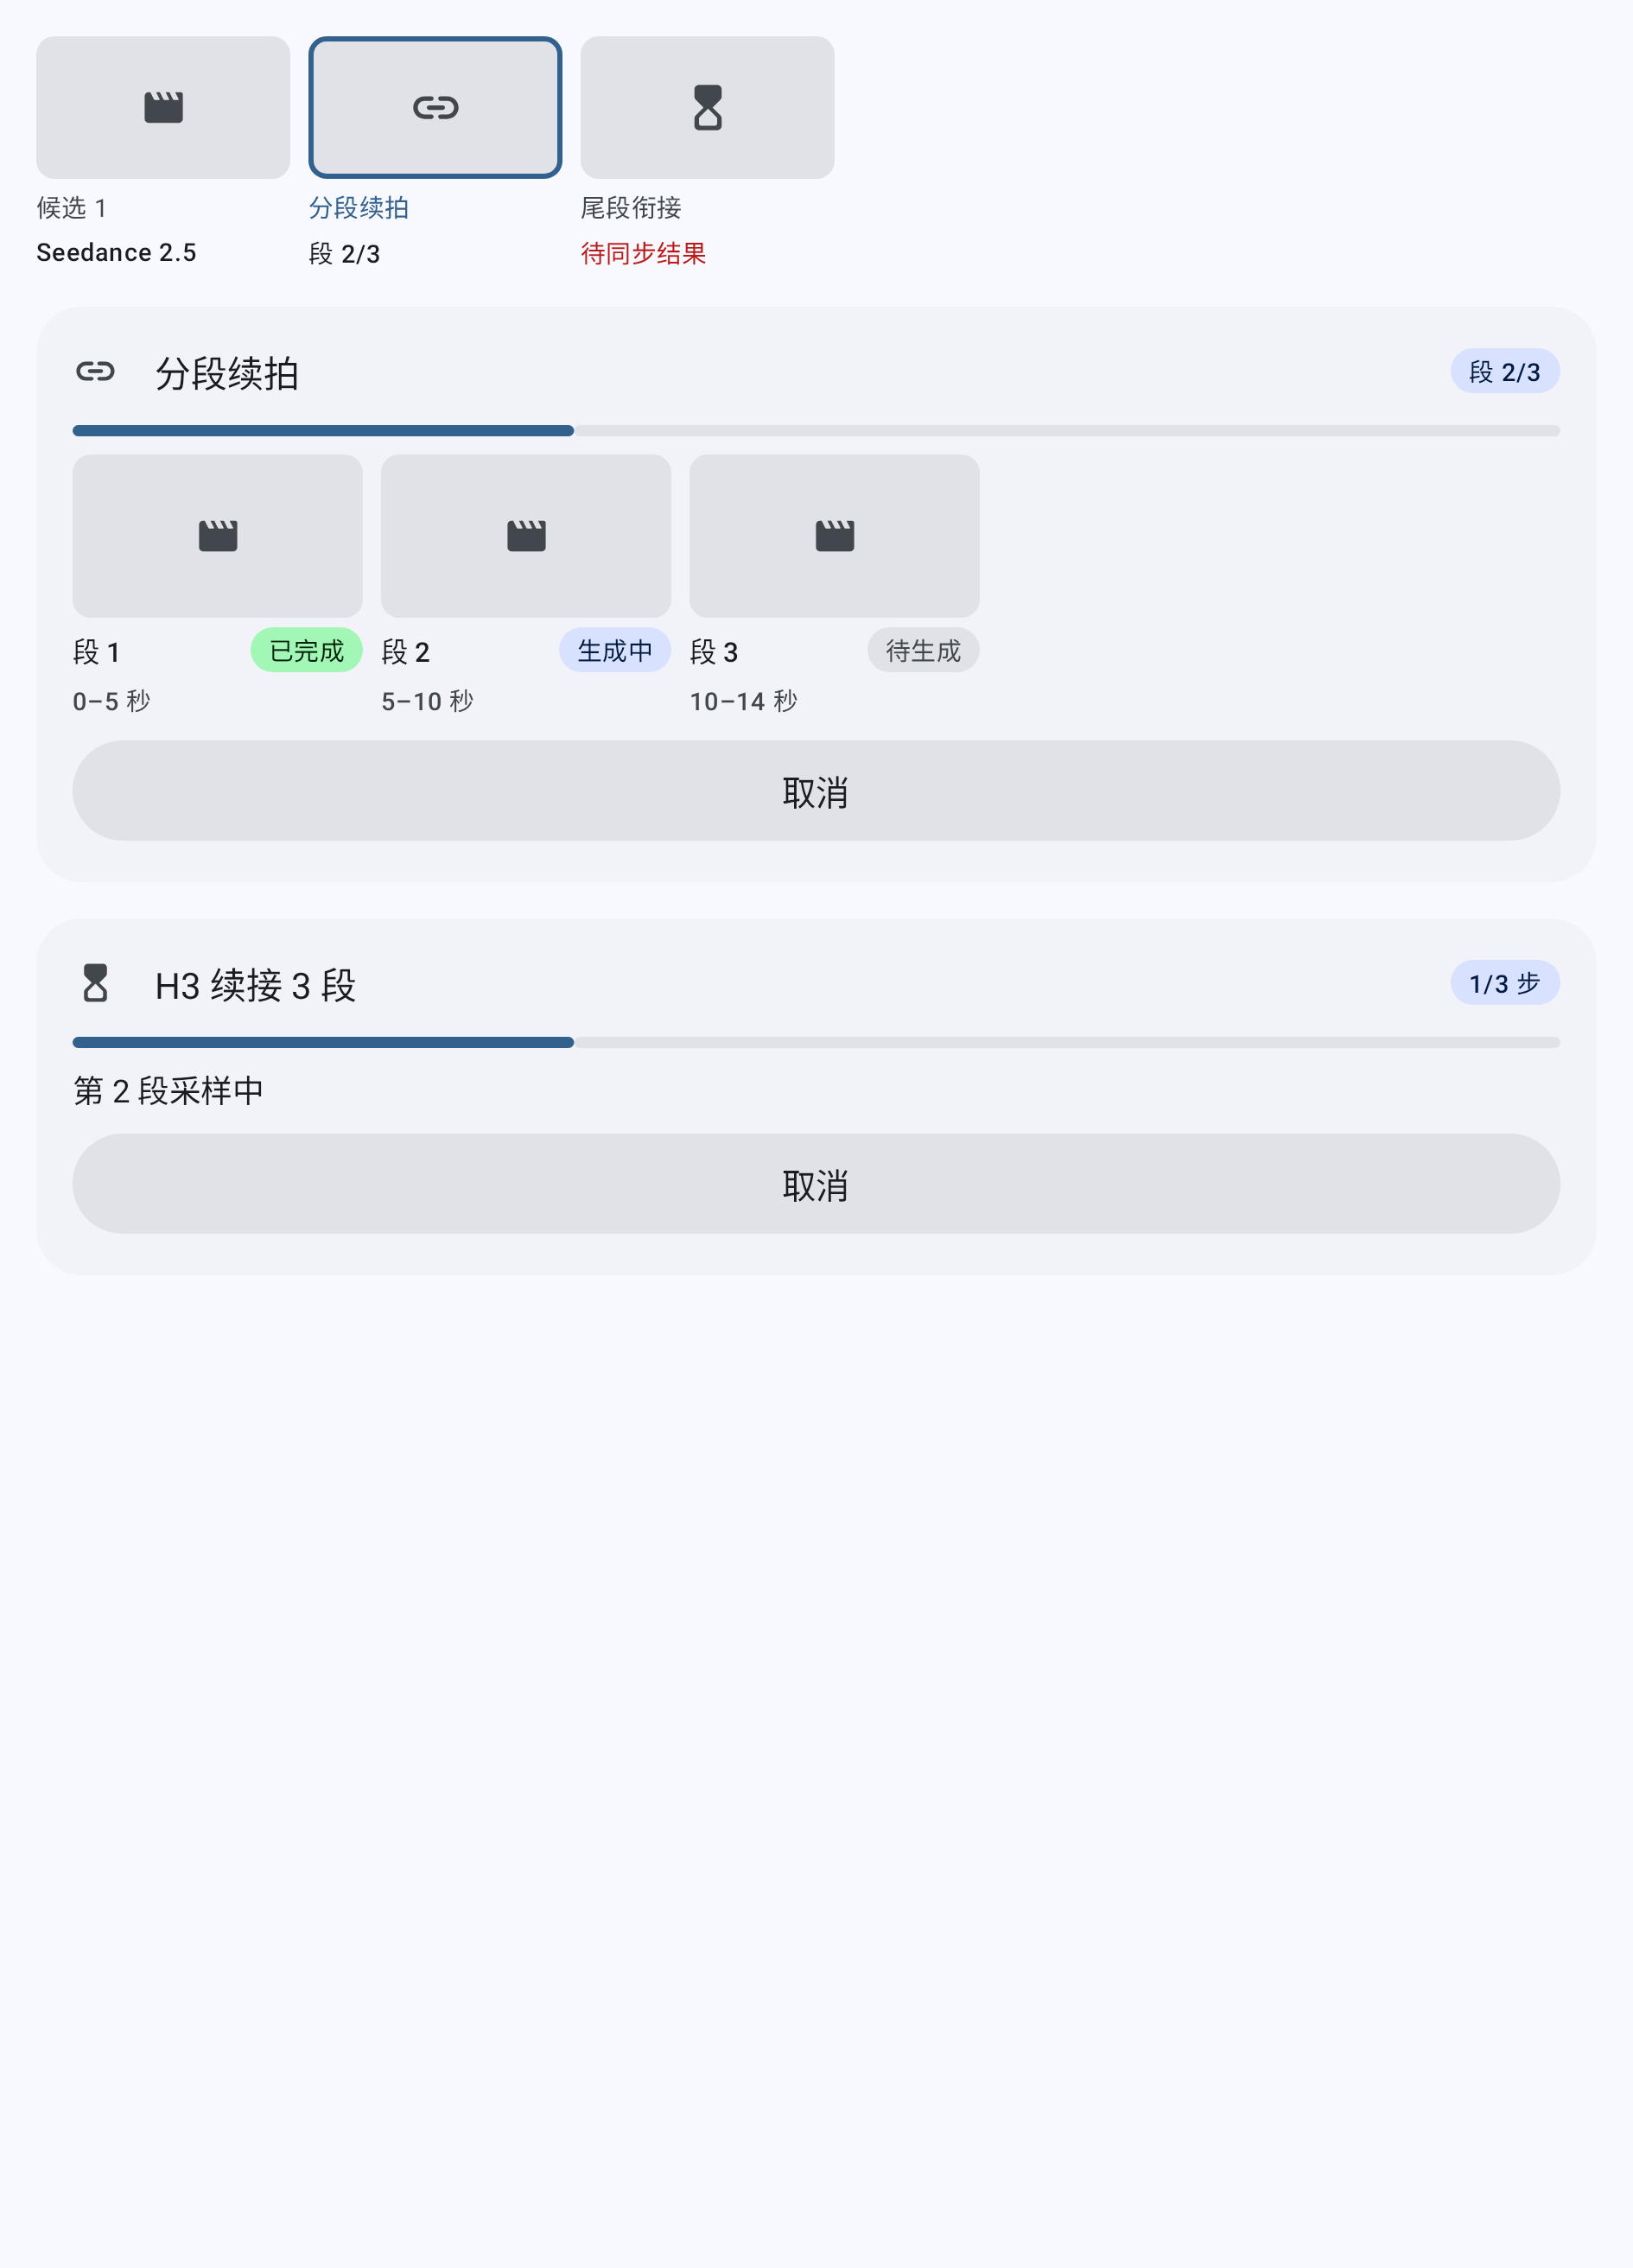 候选 1
分段续拍
尾段衔接
Seedance 2.5
段 2/3
待同步结果
分段续拍
段 2/3
段 1
已完成
段 2
生成中
段 3
待生成
0–5 秒
5–10 秒
10–14 秒
取消
H3 续接 3 段
1/3 步
第 2 段采样中
取消